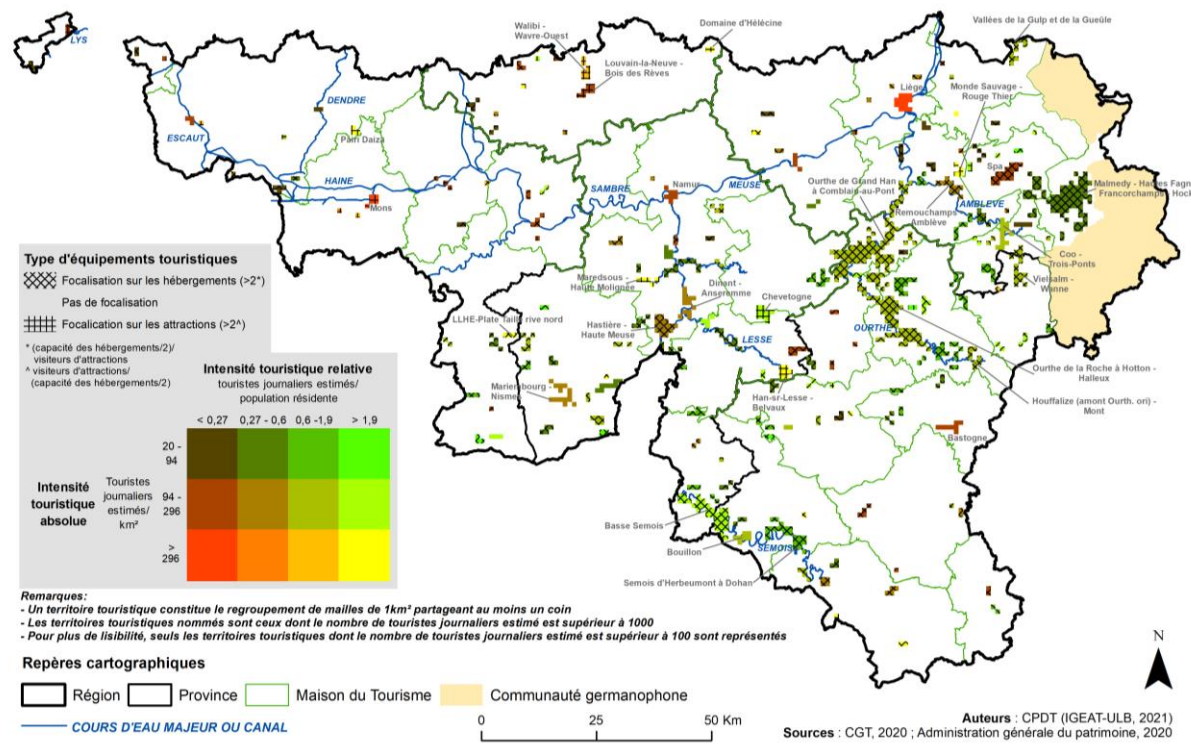 LYS
Walibi -
Wavre-Ouest
Domaine d'Hélécine
Vallées de la Gulp et de la Gueûle
Louvain-la-Neuve -
Bois des Rêves
Liège
Monde Sauvage -
Rouge Thier
DENDRE
ESCAUT
Pairi Daiza
HAINE
Mons
SAMBRE
Namur
MEUSE
Ourthe de Grand Han
à Comblain-au-Pont
Spa
Remouchamps -
Amblève
AMBLEVE
Malmedy - Hautes Fagn
Francorchamps - Hock
Coo -
Trois-Ponts
Vielsalm -
Wanne
Maredsous -
Haute Molignée
Dinant -
Anseremme
Chevetogne
LLHE-Plate Taille rive nord
Hastière -
Haute Meuse
LESSE
OURTHE
Ourthe de la Roche à Hotton -
Halleux
Houffalize (amont Ourth. ori) -
Mont
Mariembourg -
Nismes
Han-sr-Lesse -
Belvaux
Bastogne
Basse Semois
Bouillon
SEMOIS
Semois d'Herbeumont à Dohan
Type d'équipements touristiques
Focalisation sur les hébergements (>2*)
Pas de focalisation
Focalication sur les attractions (>2^)
* (capacité des hébergements/2)/
visiteurs d'attractions
^ visiteurs d'attractions/
(capacité des hébergements/2)
Intensité touristique relative
touristes journaliers estimés/
population résidente
< 0,27 0,27 - 0,6 0,6 -1,9 > 1,9
20 -
94
Intensité
touristique
absolue
Touristes
journaliers
estimés/
km²
94 -
296
>
296
Remarques:
- Un territoire touristique constitue le regroupement de mailles de 1km² partageant au moins un coin
- Les territoires touristiques nommés sont ceux dont le nombre de touristes journaliers estimé est supérieur à 1000
- Pour plus de lisibilité, seuls les territoires touristiques dont le nombre de touristes journaliers estimé est supérieur à 100 sont représentés
Repères cartographiques
Région Province Maison du Tourisme Communauté germanophone
COURS D'EAU MAJEUR OU CANAL
0 25 50 Km
N
Auteurs : CPDT (IGEAT-ULB, 2021)
Sources : CGT, 2020 ; Administration générale du patrimoine, 2020